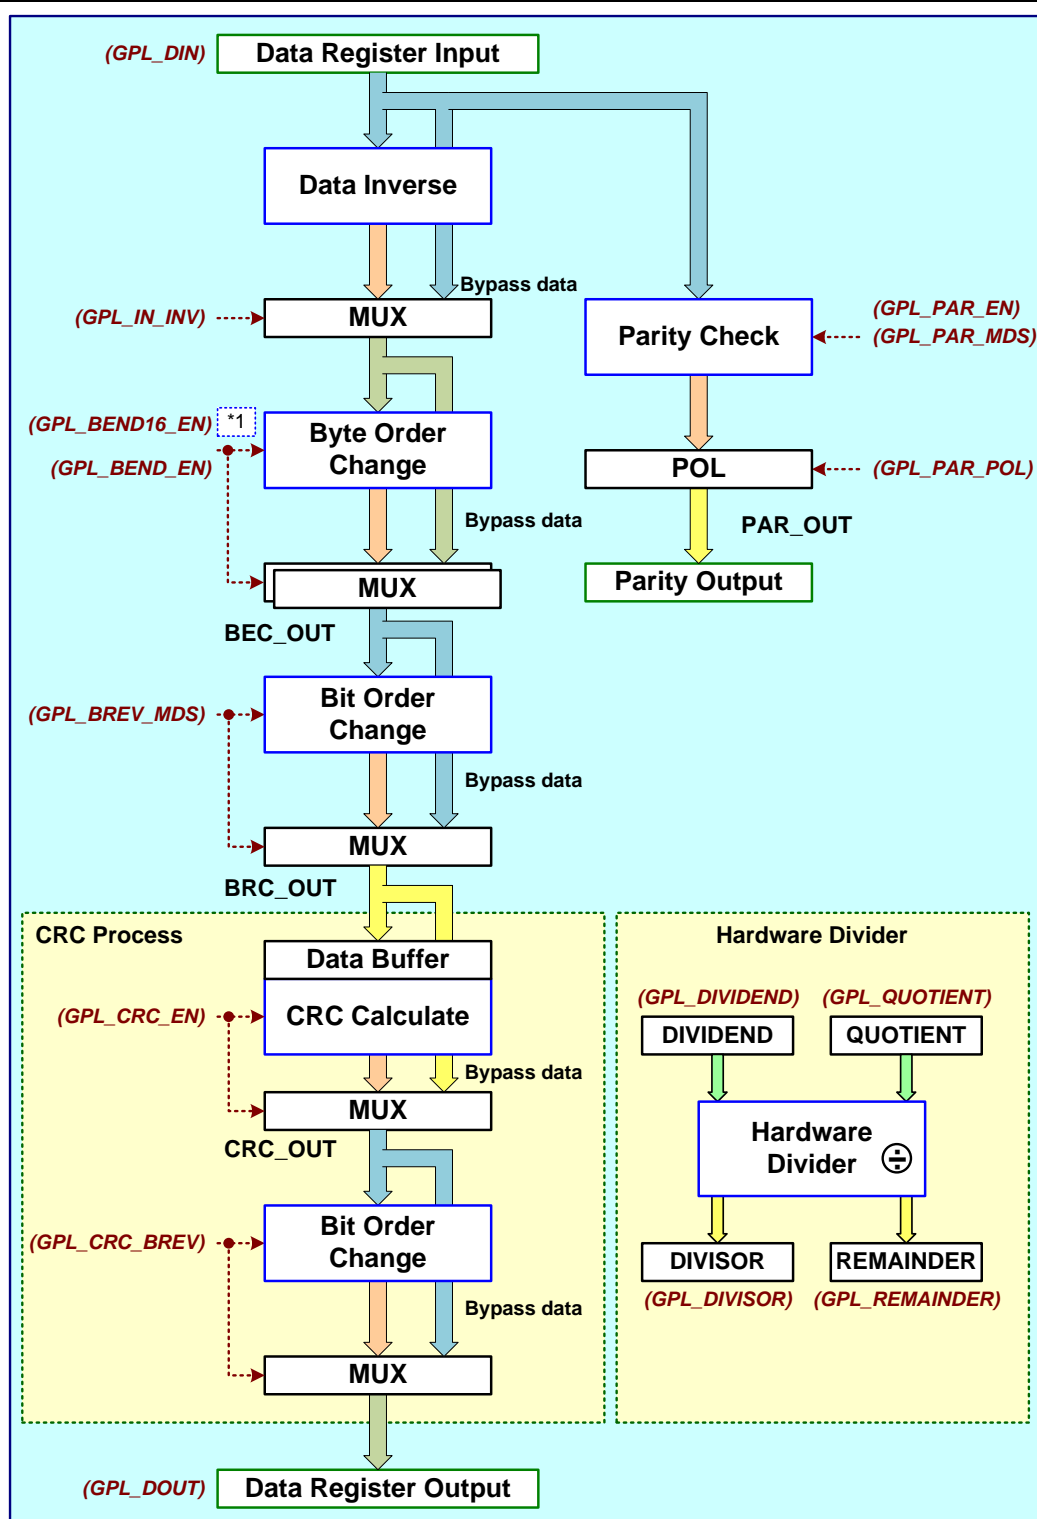 (GPL_DIN)
Data Register Input
Data Inverse
Bypass data
(GPL_IN_INV)
MUX
(GPL_PAR_EN)
Parity Check
(GPL_PAR_MDS)
(GPL_BEND16_EN)
*1
Byte Order
Change
(GPL_BEND_EN)
POL
(GPL_PAR_POL)
Bypass data
PAR_OUT
MUX
Parity Output
BEC_OUT
Bit Order
Change
(GPL_BREV_MDS)
Bypass data
MUX
BRC_OUT
CRC Process
Data Buffer
CRC Calculate
(GPL_CRC_EN)
Bypass data
MUX
CRC_OUT
Bit Order
Change
(GPL_CRC_BREV)
Bypass data
MUX
Hardware Divider
(GPL_DIVIDEND)
(GPL_QUOTIENT)
DIVIDEND
QUOTIENT
Hardware
Divider
DIVISOR
REMAINDER
(GPL_DIVISOR)
(GPL_REMAINDER)
(GPL_DOUT)
Data Register Output